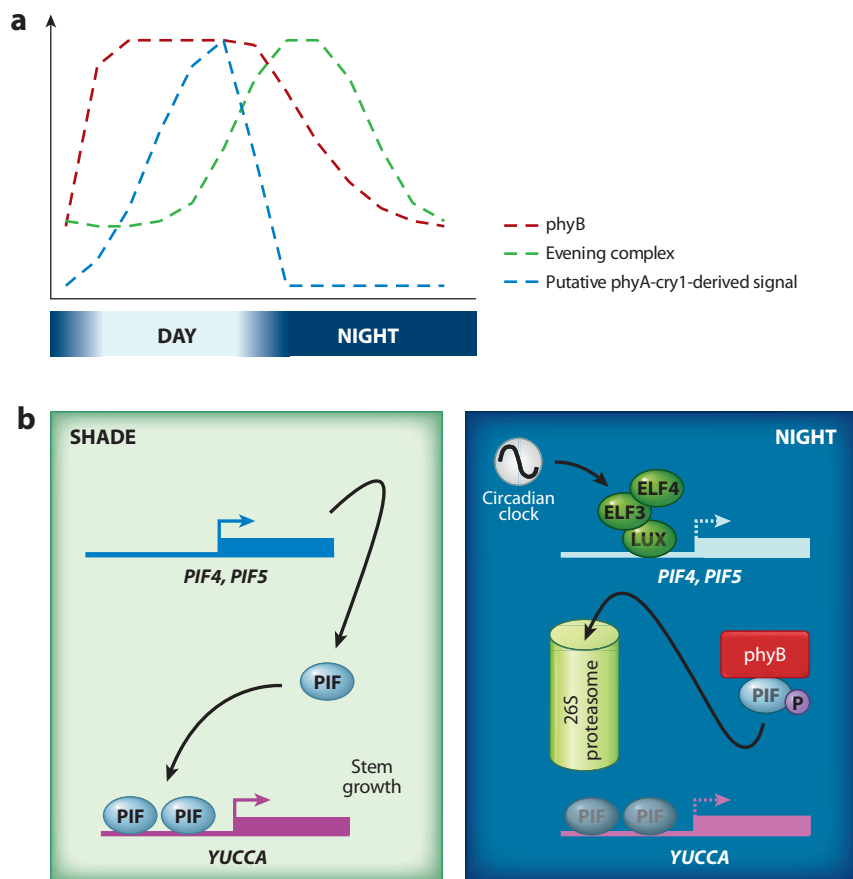 a
phyB
Evening complex
Putative phyA-cry1-derived signal
DAY
NIGHT
b
SHADE
PIF4, PIF5
PIF
PIF
PIF
Stem
growth
YUCCA
NIGHT
Circadian
clock
ELF4
ELF3
LUX
PIF4, PIF5
26S
proteasome
phyB
PIF
P
PIF
PIF
YUCCA